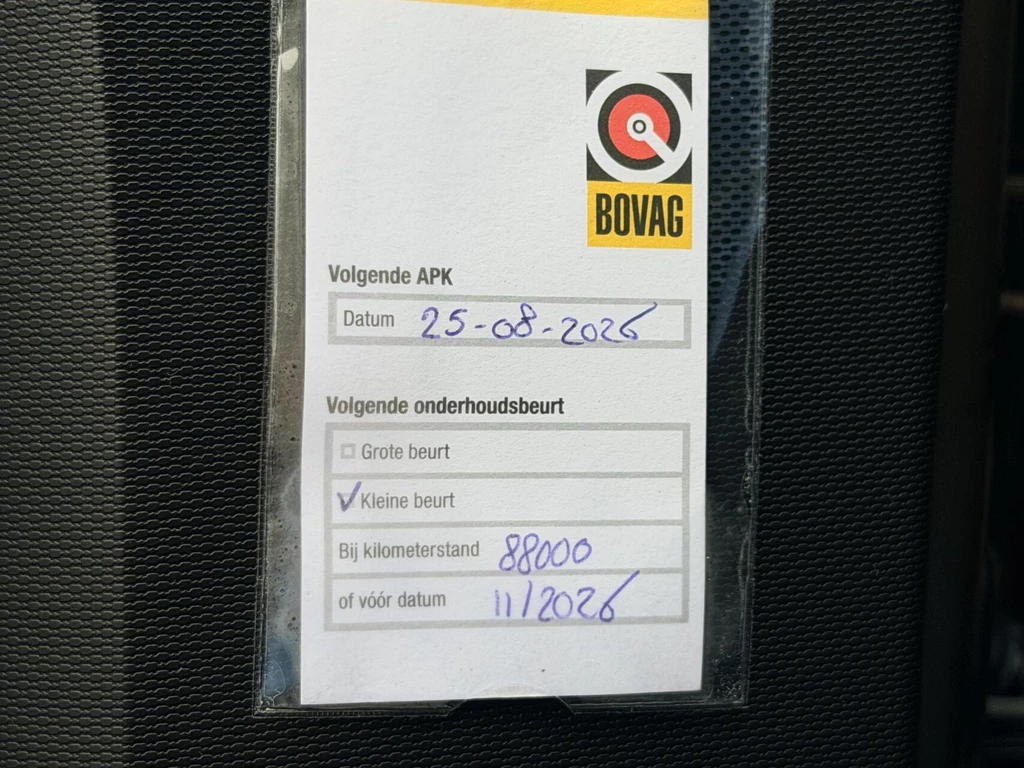 BOVAG
Volgende APK
Datum 25-08-2026
Volgende onderhoudsbeurt
Grote beurt
Kleine beurt
Bij kilometerstand 88000
of vóór datum 11/2026